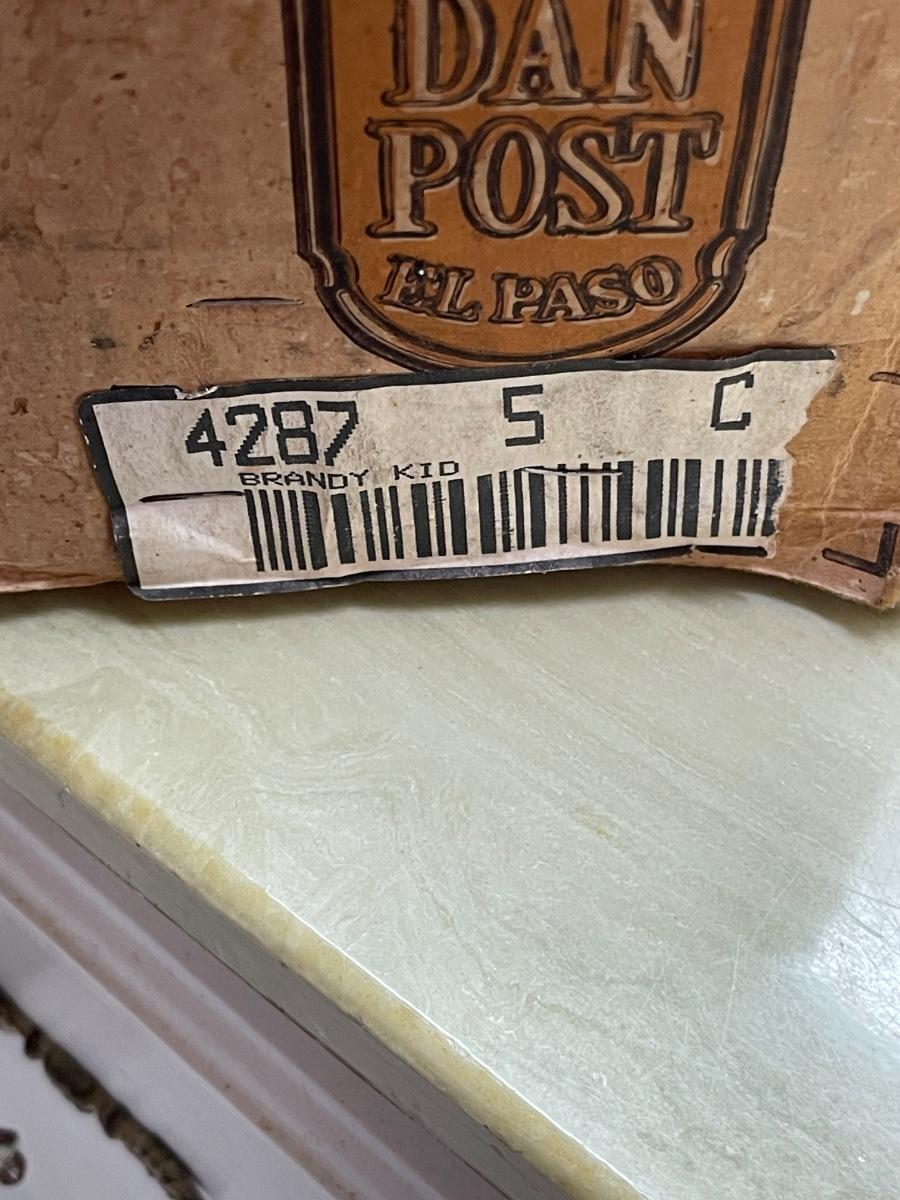 DAN
POST
EL PASO
4287 5 C
BRANDY KID